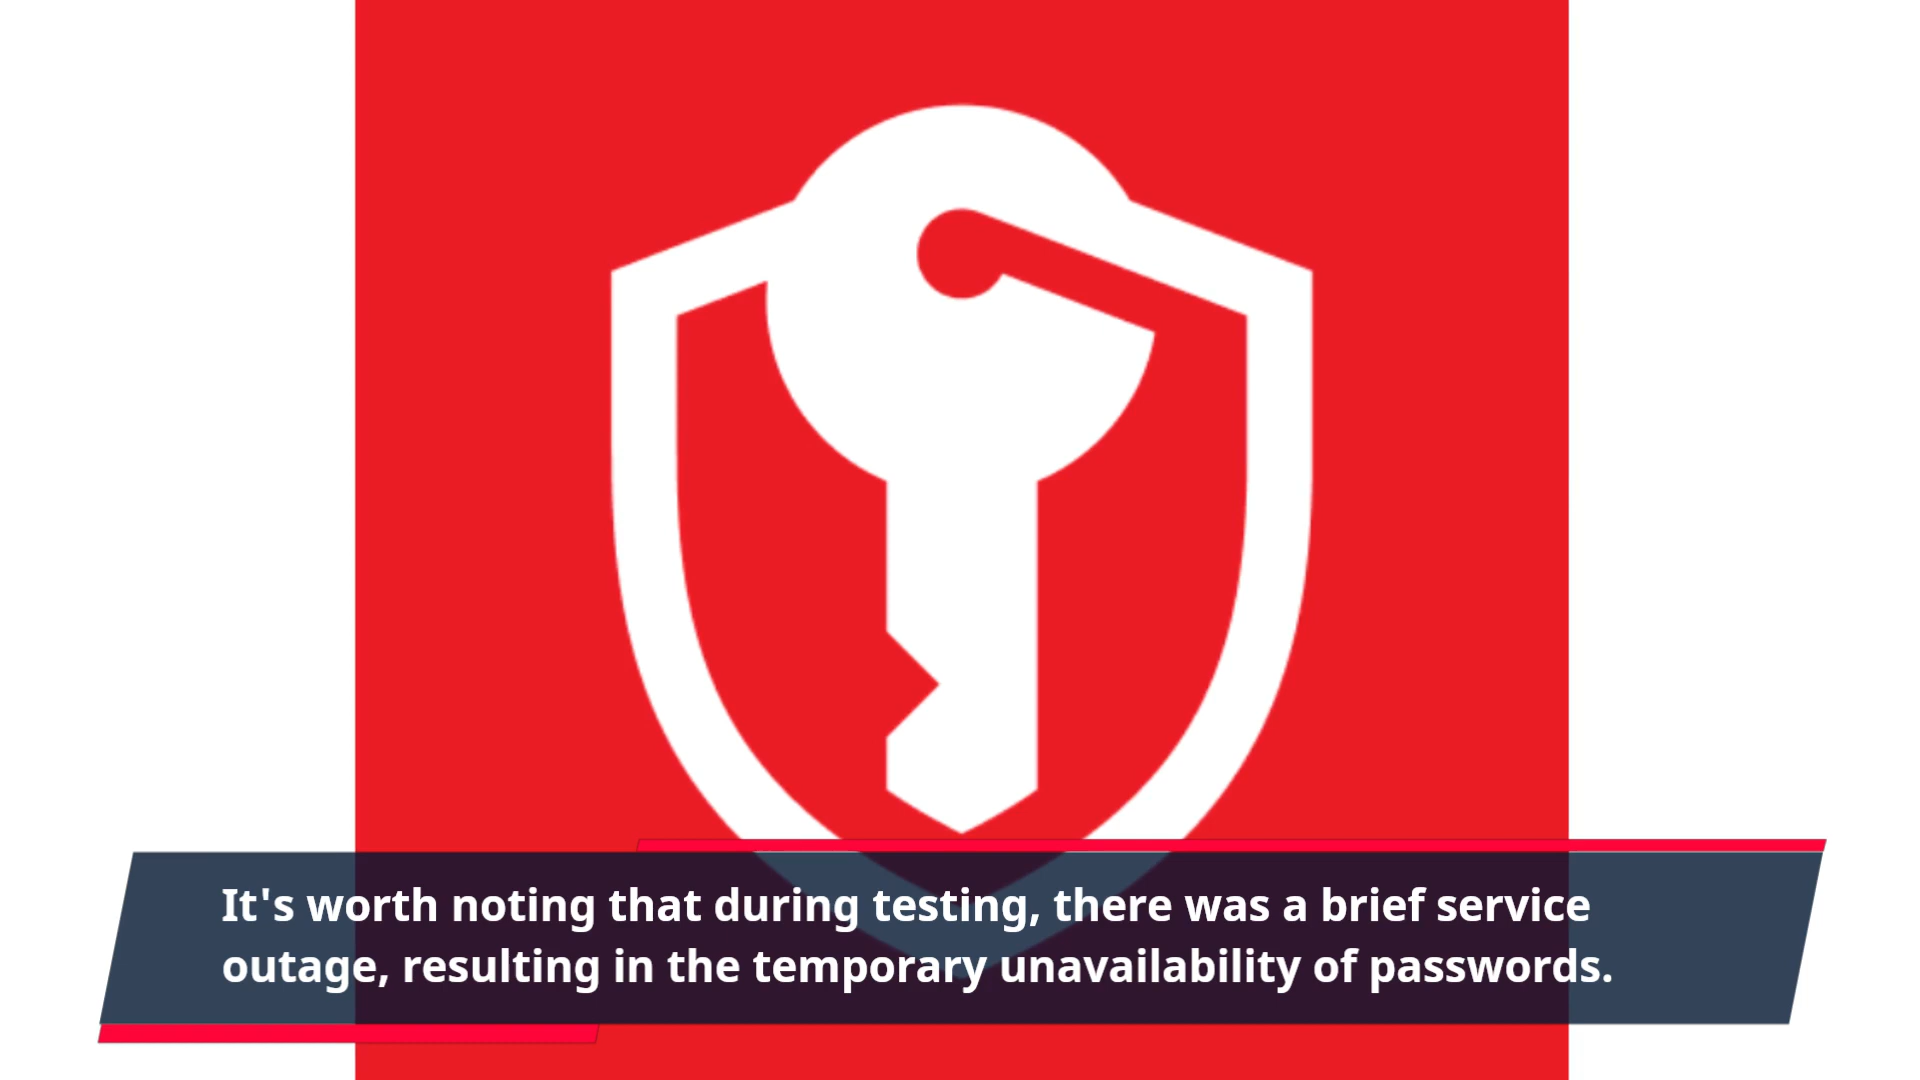 It's worth noting that during testing, there was a brief service
outage, resulting in the temporary unavailability of passwords.